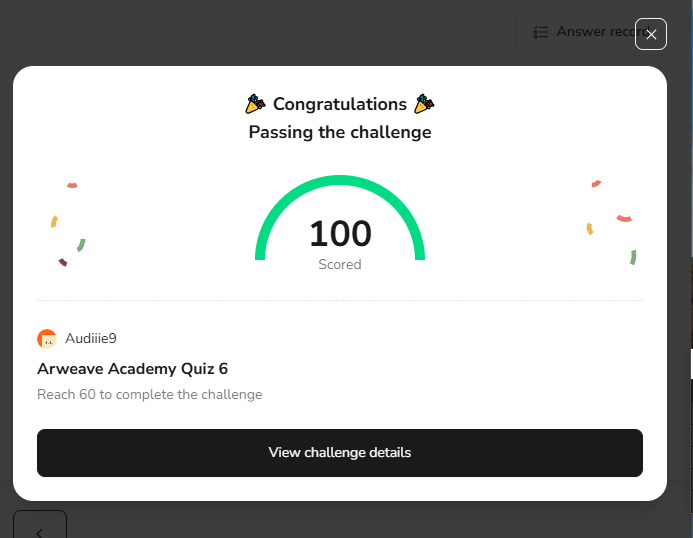 Answer record
Congratulations
Passing the challenge
100
Scored
Audiiie9
Arweave Academy Quiz 6
Reach 60 to complete the challenge
View challenge details